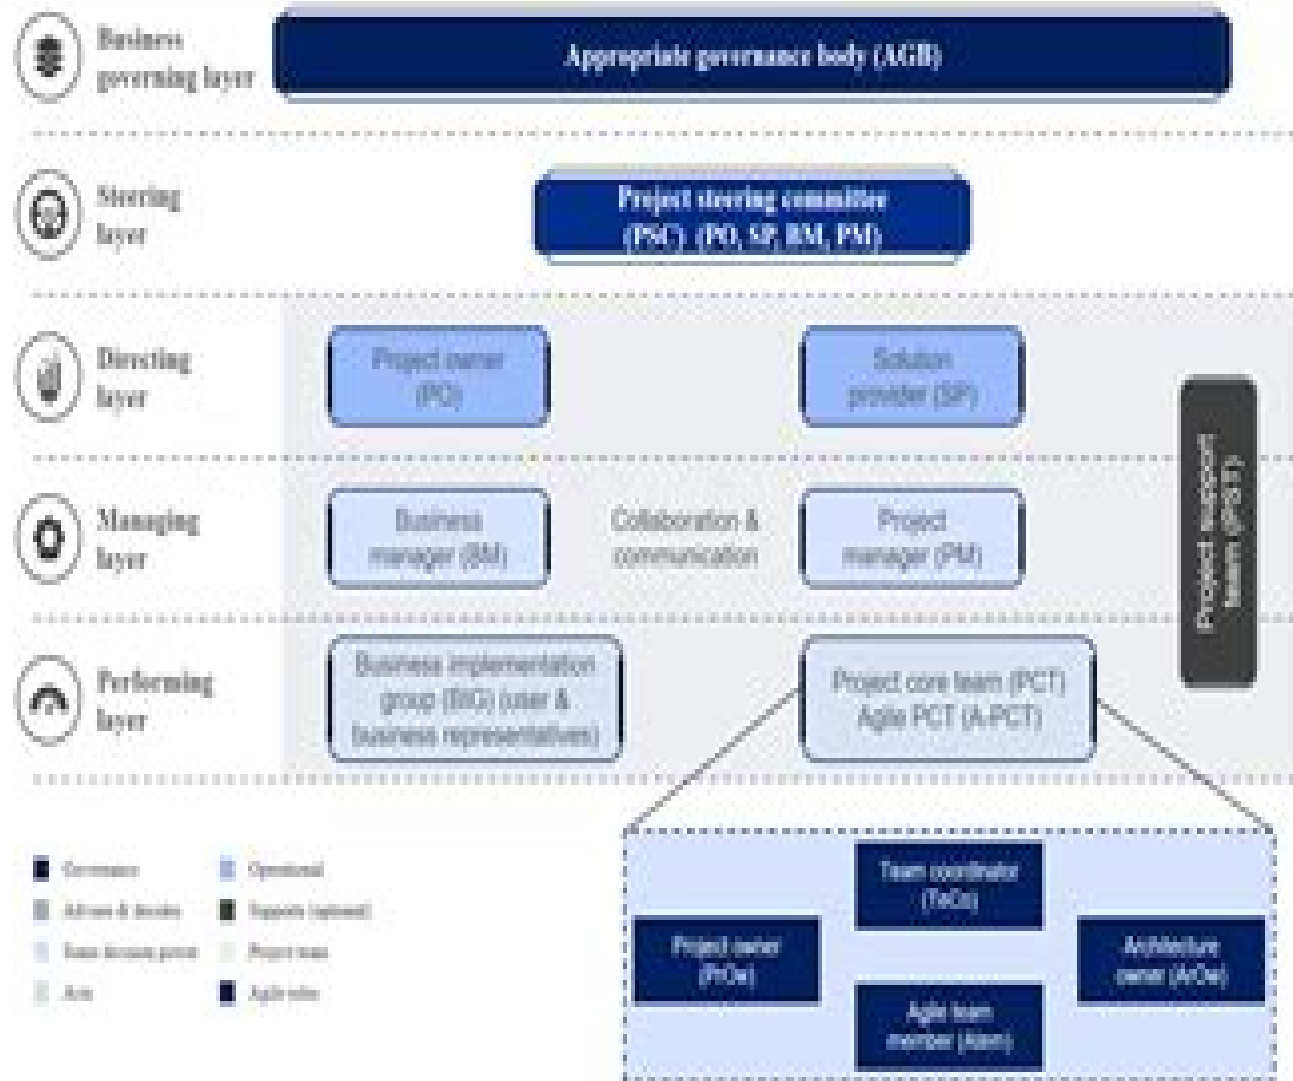 Business
governing layer
Appropriate governance body (AGB)
Steering
layer
Project steering committee
(PSC) (PO, SP, BM, PM)
Directing
layer
Project owner
(PO)
Solution
provider (SP)
Managing
layer
Business
manager (BM)
Collaboration &
communication
Project
manager (PM)
Project support
team (PST)
Performing
layer
Business implementation
group (BIG) (user &
business representatives)
Project core team (PCT)
Agile PCT (A-PCT)
Governance
Operational
Supports (optional)
Project team
Acts
Agile roles
Team coordinator
(TeCo)
Project owner
(PrOw)
Architecture
owner (ArOw)
Agile team
member